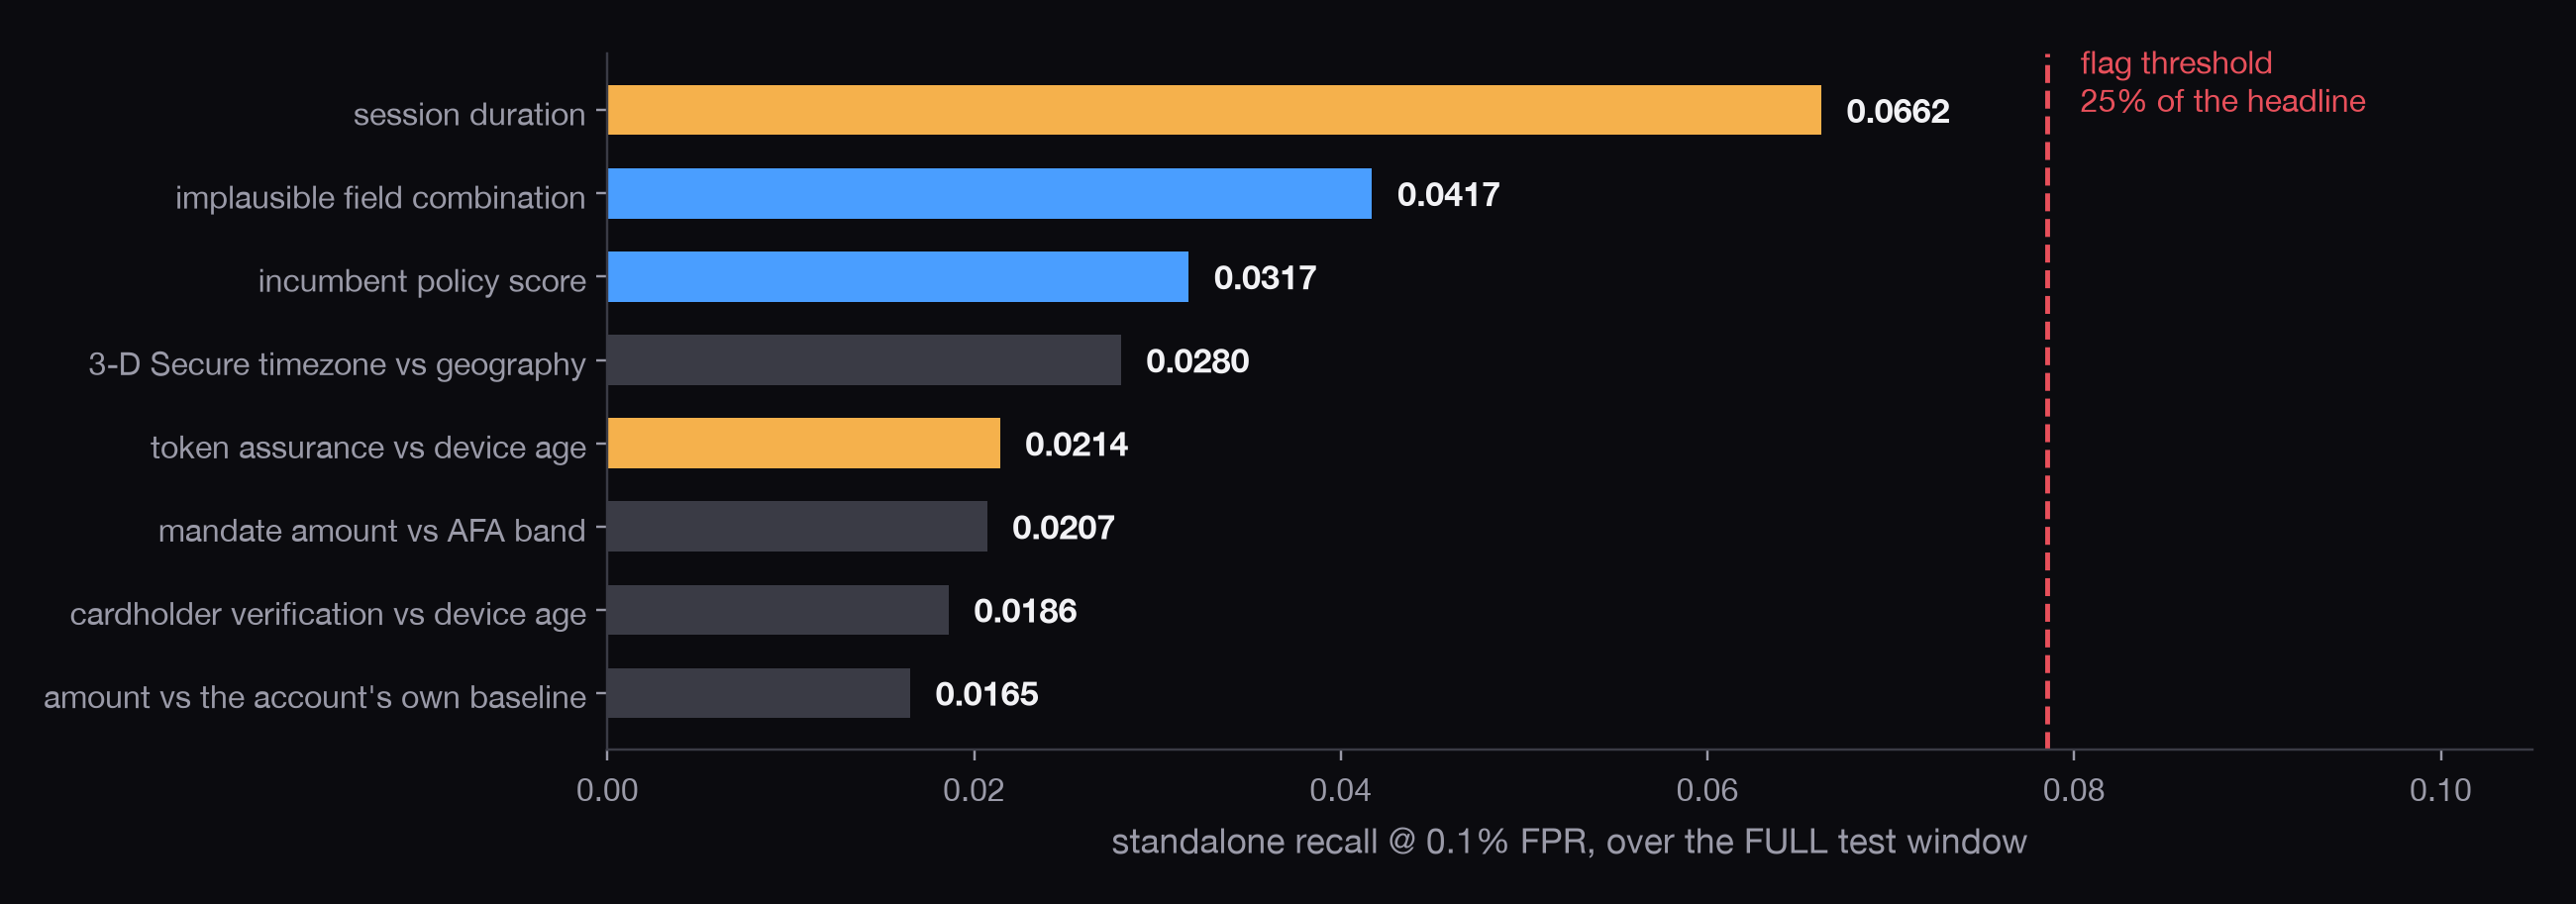 flag threshold
25% of the headline
session duration 0.0662
implausible field combination 0.0417
incumbent policy score 0.0317
3-D Secure timezone vs geography 0.0280
token assurance vs device age 0.0214
mandate amount vs AFA band 0.0207
cardholder verification vs device age 0.0186
amount vs the account's own baseline 0.0165
0.00 0.02 0.04 0.06 0.08 0.10
standalone recall @ 0.1% FPR, over the FULL test window